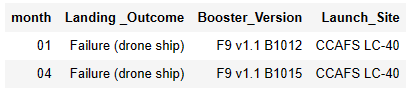 month Landing _Outcome Booster_Version Launch_Site
01 Failure (drone ship) F9 v1.1 B1012 CCAFS LC-40
04 Failure (drone ship) F9 v1.1 B1015 CCAFS LC-40